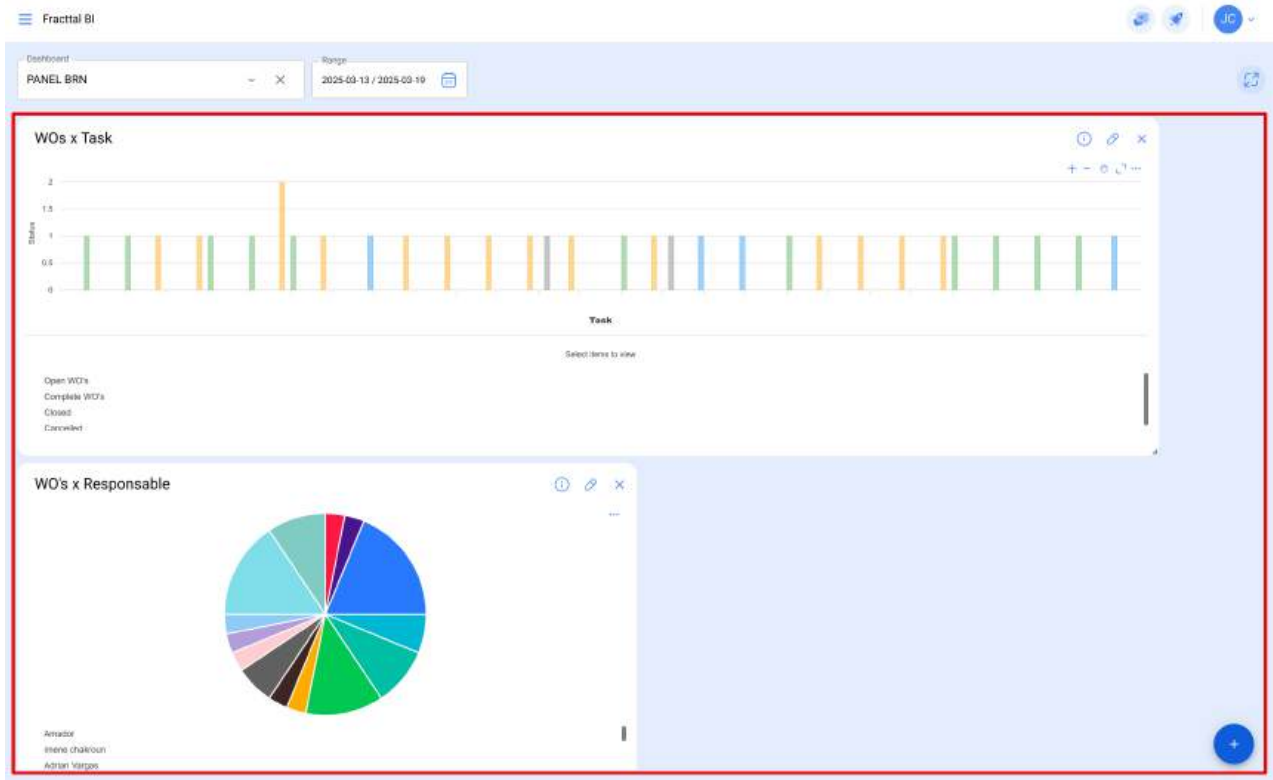 Fracttal BI
JC
Dashboard
Range
PANEL BRN
2025-03-13 / 2025-03-19
WOs x Task
2
1.5
1
0.5
0
Status
Task
Select items to view
Open WO's
Complete WO's
Closed
Cancelled
WO's x Responsable
Amador
Imene chakroun
Adrian Vargas